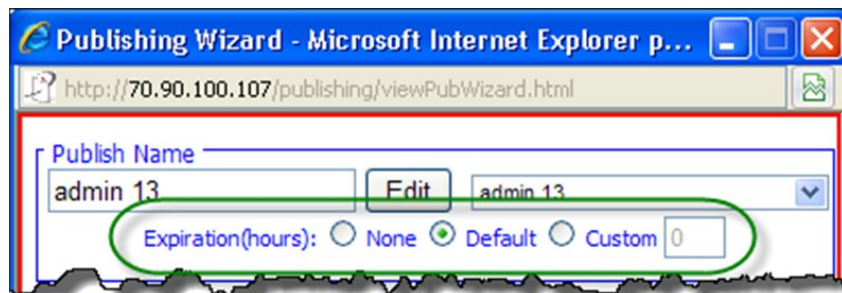 Publishing Wizard - Microsoft Internet Explorer p...
http://70.90.100.107/publishing/viewPubWizard.html
Publish Name
admin 13 Edit admin 13
Expiration(hours): None Default Custom 0